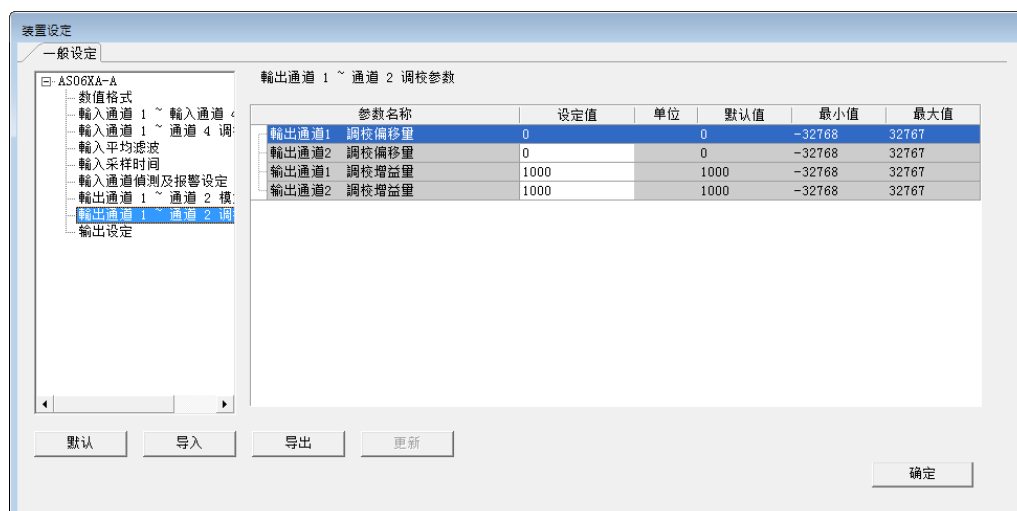 装置设定
一般设定
AS06XA-A
数值格式
輸入通道 1 ~ 輸入通道 4
輸入通道 1 ~ 通道 4 调
輸入平均滤波
輸入采样时间
輸入通道偵測及报警设定
輸出通道 1 ~ 通道 2 模
輸出通道 1 ~ 通道 2 调
输出设定
輸出通道 1 ~ 通道 2 调校参数
参数名称 设定值 单位 默认值 最小值 最大值
輸出通道1 調校偏移量 0 0 -32768 32767
輸出通道2 調校偏移量 0 0 -32768 32767
输出通道1 調校增益量 1000 1000 -32768 32767
输出通道2 調校增益量 1000 1000 -32768 32767
默认 导入 导出 更新
确定